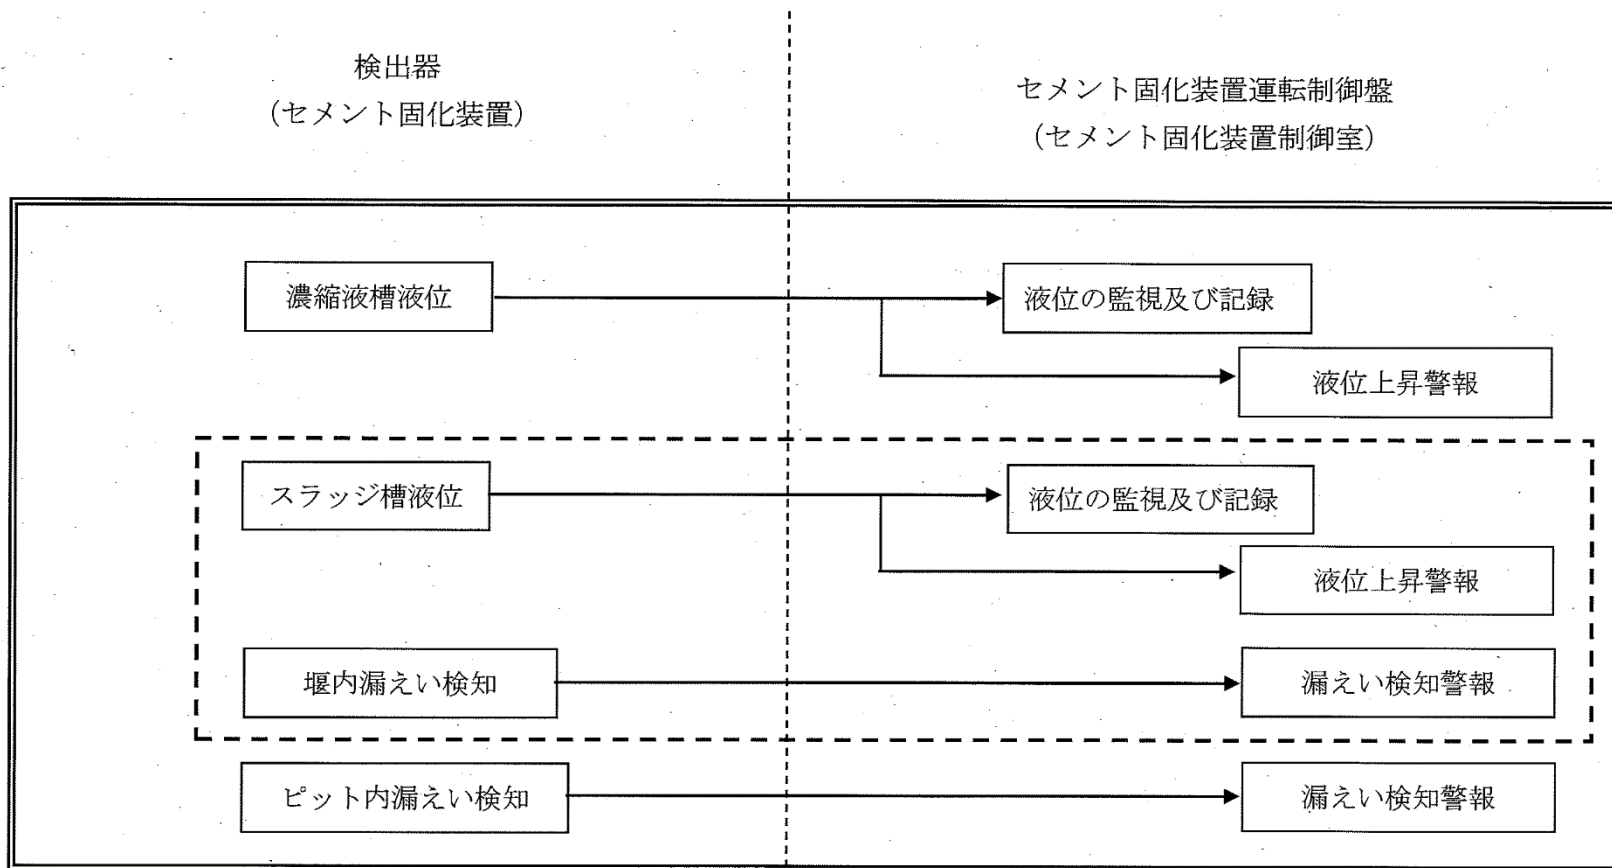 検出器
（セメント固化装置）
セメント固化装置運転制御盤
（セメント固化装置制御室）
濃縮液槽液位
液位の監視及び記録
液位上昇警報
スラッジ槽液位
液位の監視及び記録
液位上昇警報
堰内漏えい検知
漏えい検知警報
ピット内漏えい検知
漏えい検知警報